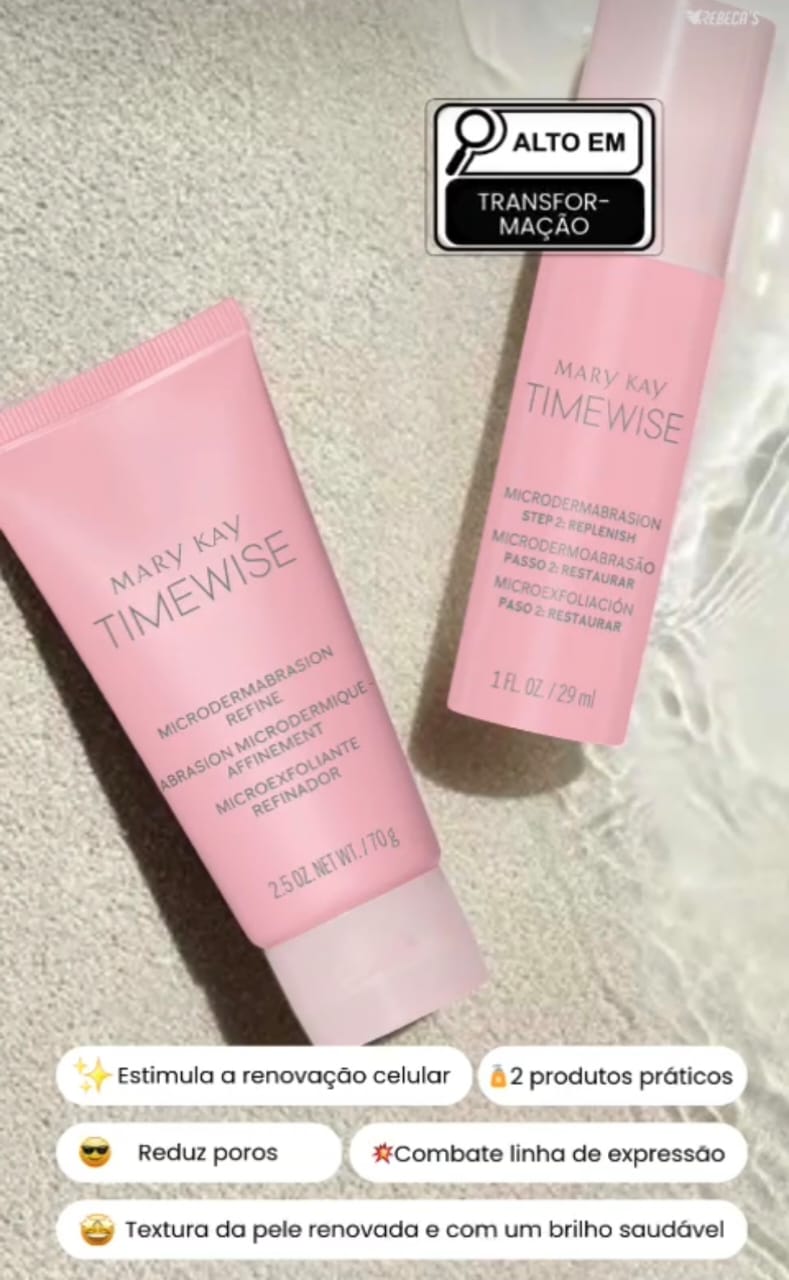 REBECA'S
ALTO EM
TRANSFOR-
MAÇÃO
MARY KAY
TIMEWISE
MICRODERMABRASION
STEP 2: REPLENISH
MICRODERMOABRASÃO
PASSO 2: RESTAURAR
MICROEXFOLIACIÓN
PASO 2: RESTAURAR
1 FL. OZ. / 29 ml
MARY KAY
TIMEWISE
MICRODERMABRASION
REFINE
ABRASION MICRODERMIQUE -
AFFINEMENT
MICROEXFOLIANTE
REFINADOR
2.5 OZ. NET WT. / 70 g
✨ Estimula a renovação celular
🧴2 produtos práticos
😎 Reduz poros
💥Combate linha de expressão
🤩 Textura da pele renovada e com um brilho saudável